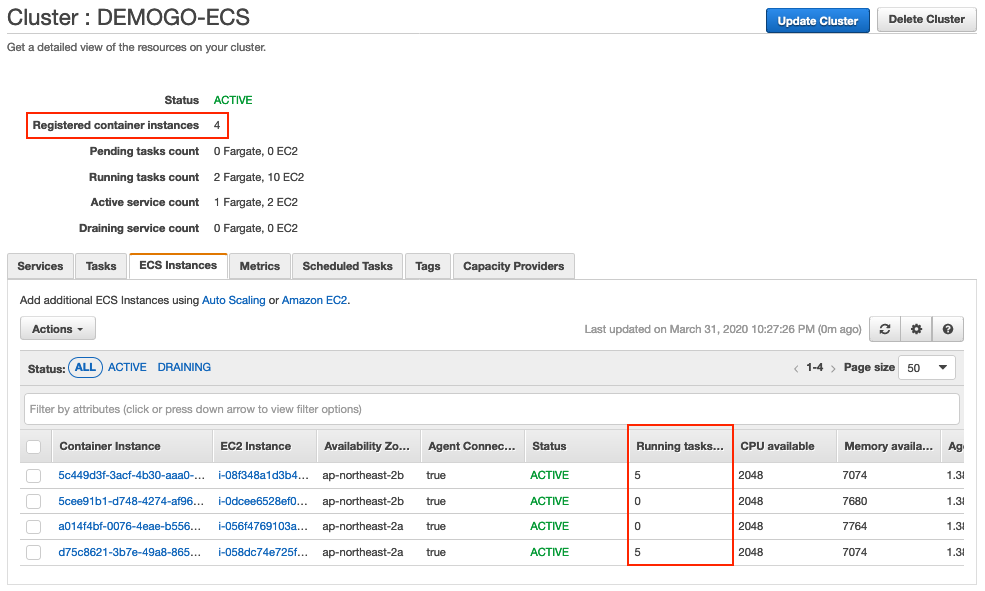 Cluster : DEMOGO-ECS
Update Cluster
Delete Cluster
Get a detailed view of the resources on your cluster.
Status ACTIVE
Registered container instances 4
Pending tasks count 0 Fargate, 0 EC2
Running tasks count 2 Fargate, 10 EC2
Active service count 1 Fargate, 2 EC2
Draining service count 0 Fargate, 0 EC2
Services Tasks ECS Instances Metrics Scheduled Tasks Tags Capacity Providers
Add additional ECS Instances using Auto Scaling or Amazon EC2.
Actions
Last updated on March 31, 2020 10:27:26 PM (0m ago)
Status: ALL ACTIVE DRAINING
1-4 Page size 50
Filter by attributes (click or press down arrow to view filter options)
Container Instance EC2 Instance Availability Zo... Agent Connec... Status Running tasks... CPU available Memory availa... Age
5c449d3f-3acf-4b30-aaa0-... i-08f348a1d3b4... ap-northeast-2b true ACTIVE 5 2048 7074 1.38
5cee91b1-d748-4274-af96... i-0dcee6528ef0... ap-northeast-2b true ACTIVE 0 2048 7680 1.38
a014f4bf-0076-4eae-b556... i-056f4769103a... ap-northeast-2a true ACTIVE 0 2048 7764 1.38
d75c8621-3b7e-49a8-865... i-058dc74e725f... ap-northeast-2a true ACTIVE 5 2048 7074 1.38